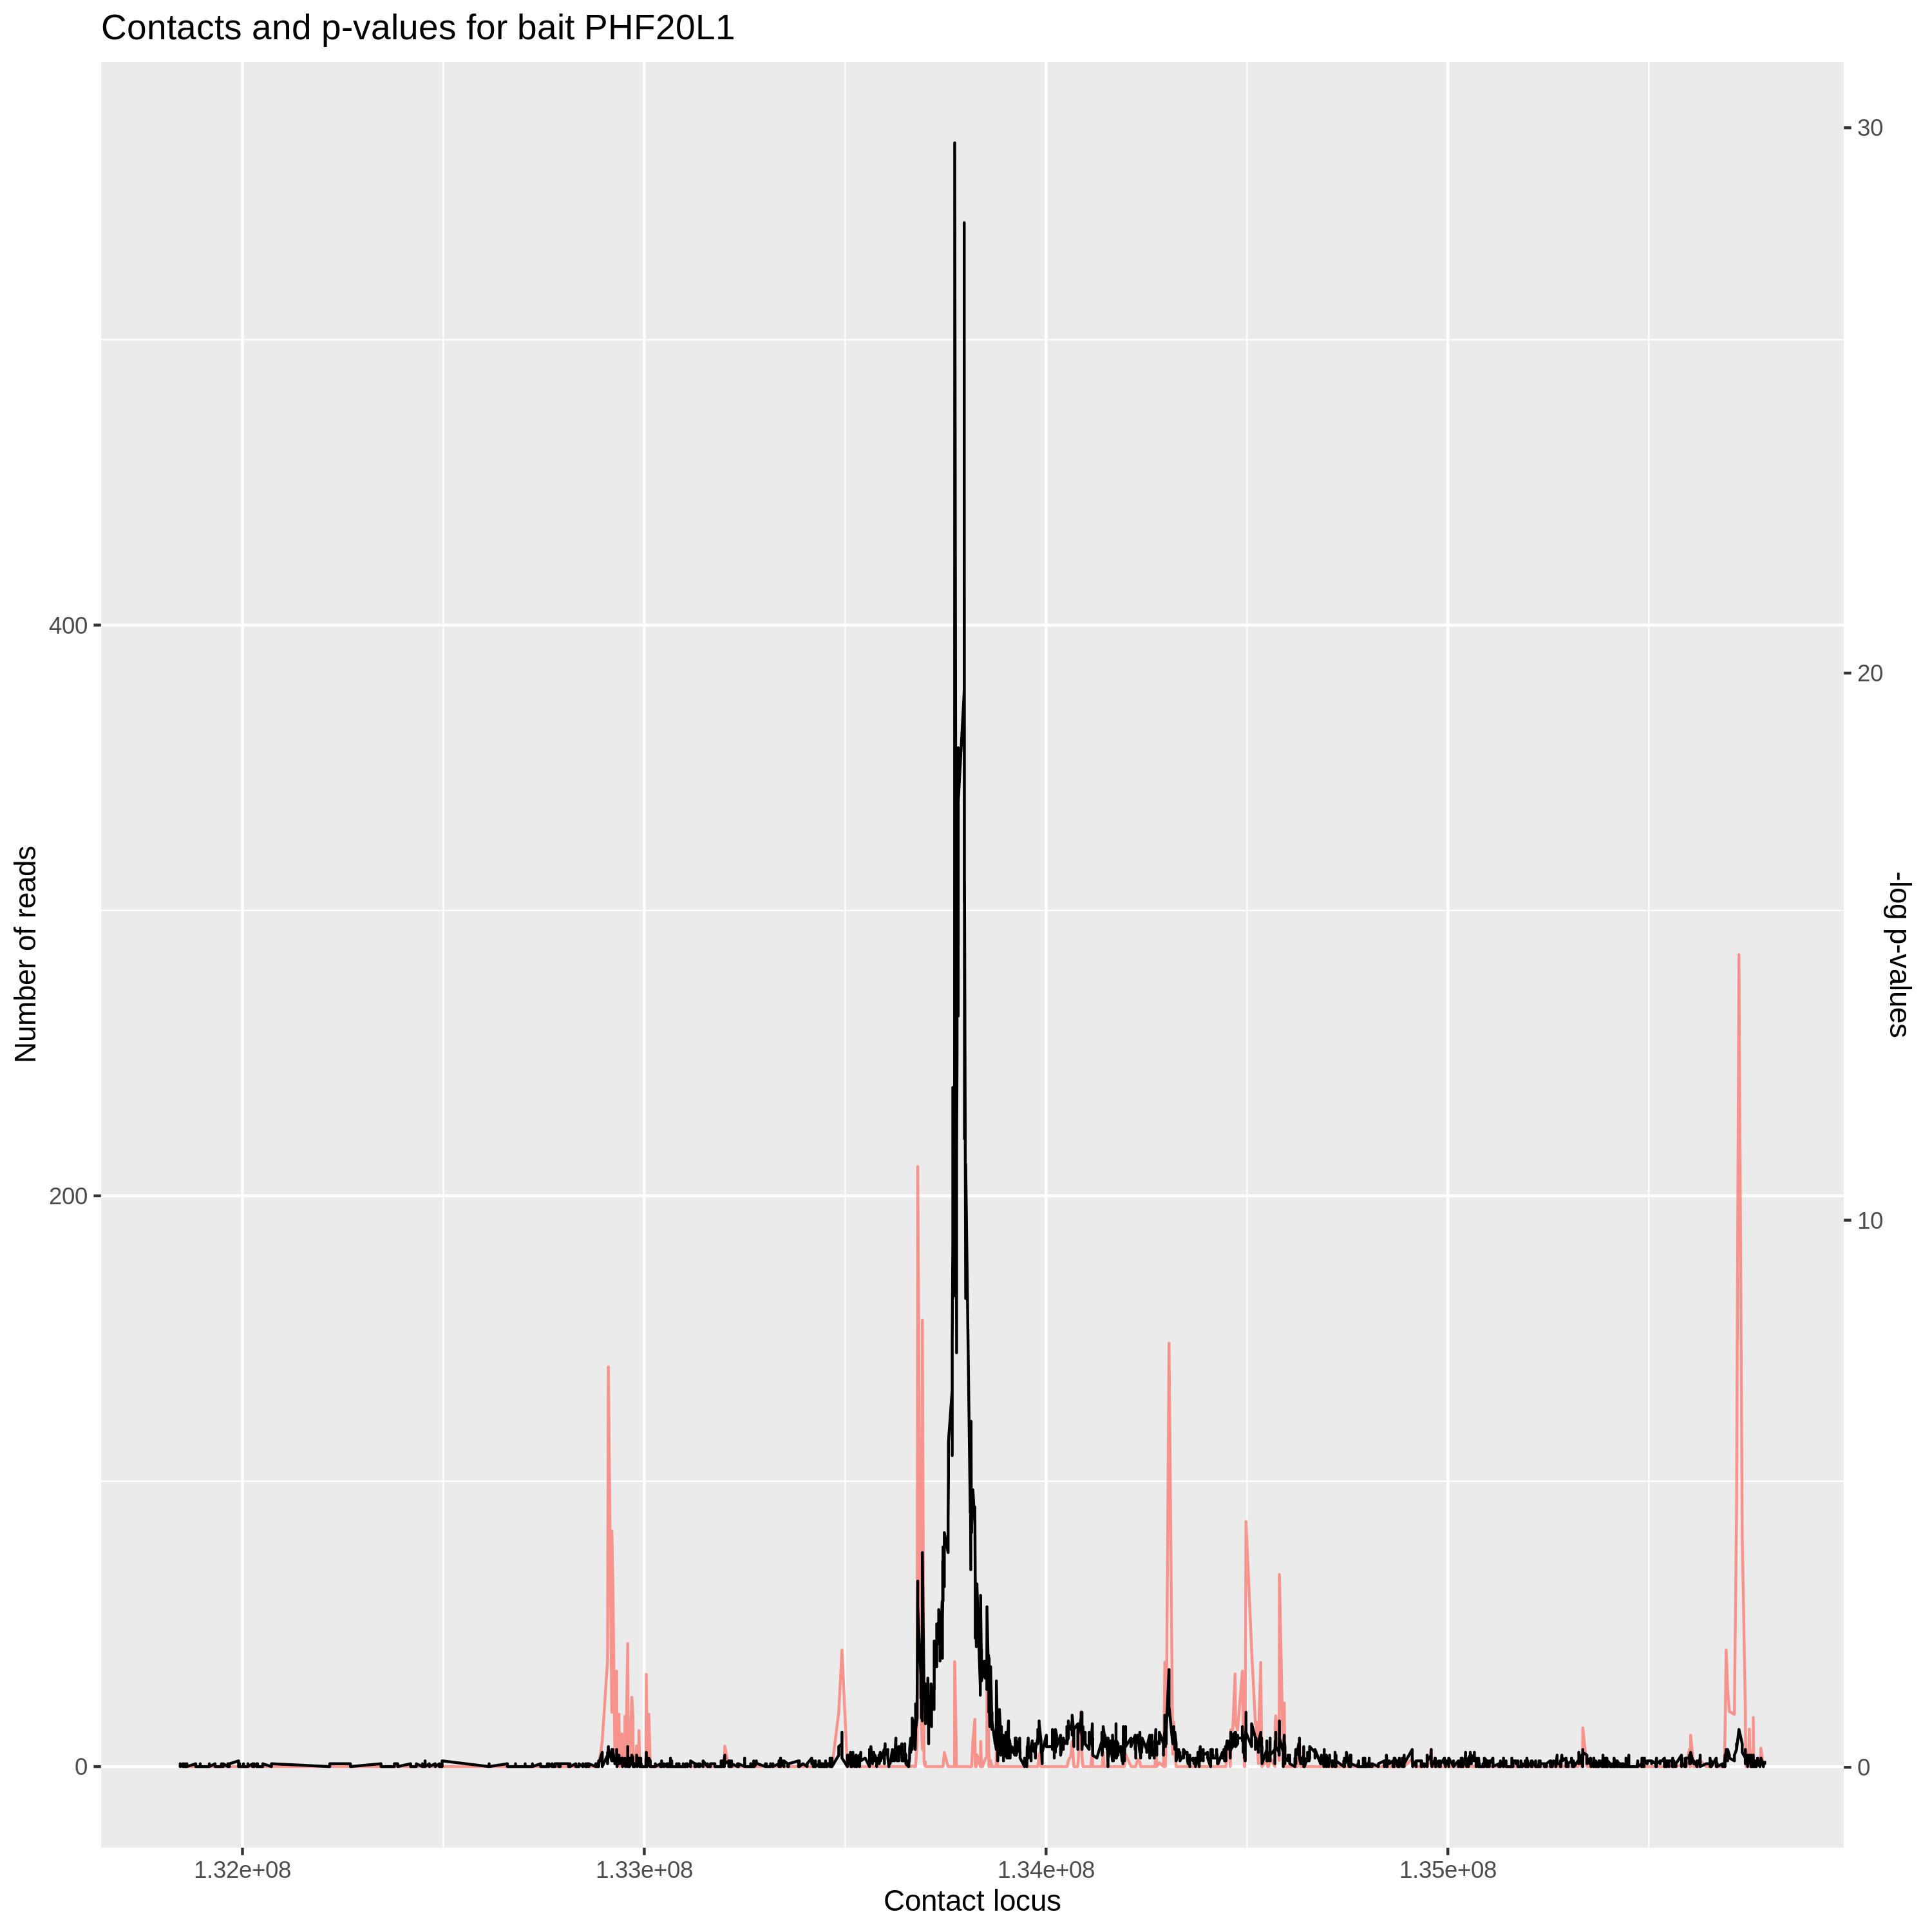 Contacts and p-values for bait PHF20L1
30
400
20
Number of reads
-log p-values
200
10
0
0
1.32e+08
1.33e+08
1.34e+08
1.35e+08
Contact locus